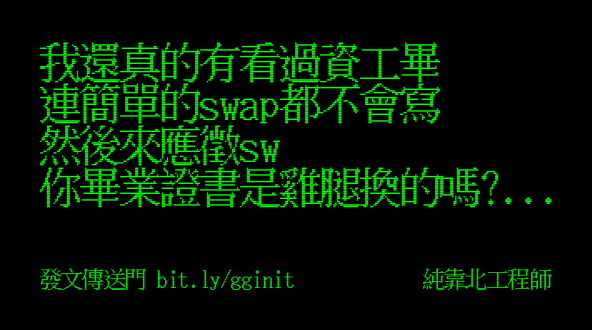 我還真的有看過資工畢
連簡單的swap都不會寫
然後來應徵sw
你畢業證書是雞腿換的嗎?...
發文傳送門 bit.ly/gginit
純靠北工程師